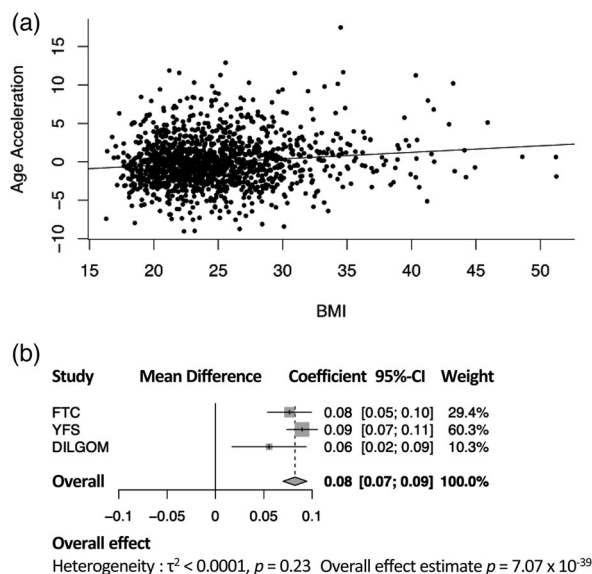 (a)
Age Acceleration
15
10
5
0
−5
−10
15 20 25 30 35 40 45 50
BMI
(b)
Study Mean Difference Coefficient 95%-CI Weight
FTC 0.08 [0.05; 0.10] 29.4%
YFS 0.09 [0.07; 0.11] 60.3%
DILGOM 0.06 [0.02; 0.09] 10.3%
Overall 0.08 [0.07; 0.09] 100.0%
−0.1 −0.05 0 0.05 0.1
Overall effect
Heterogeneity : τ² < 0.0001, p = 0.23 Overall effect estimate p = 7.07 x 10⁻³⁹